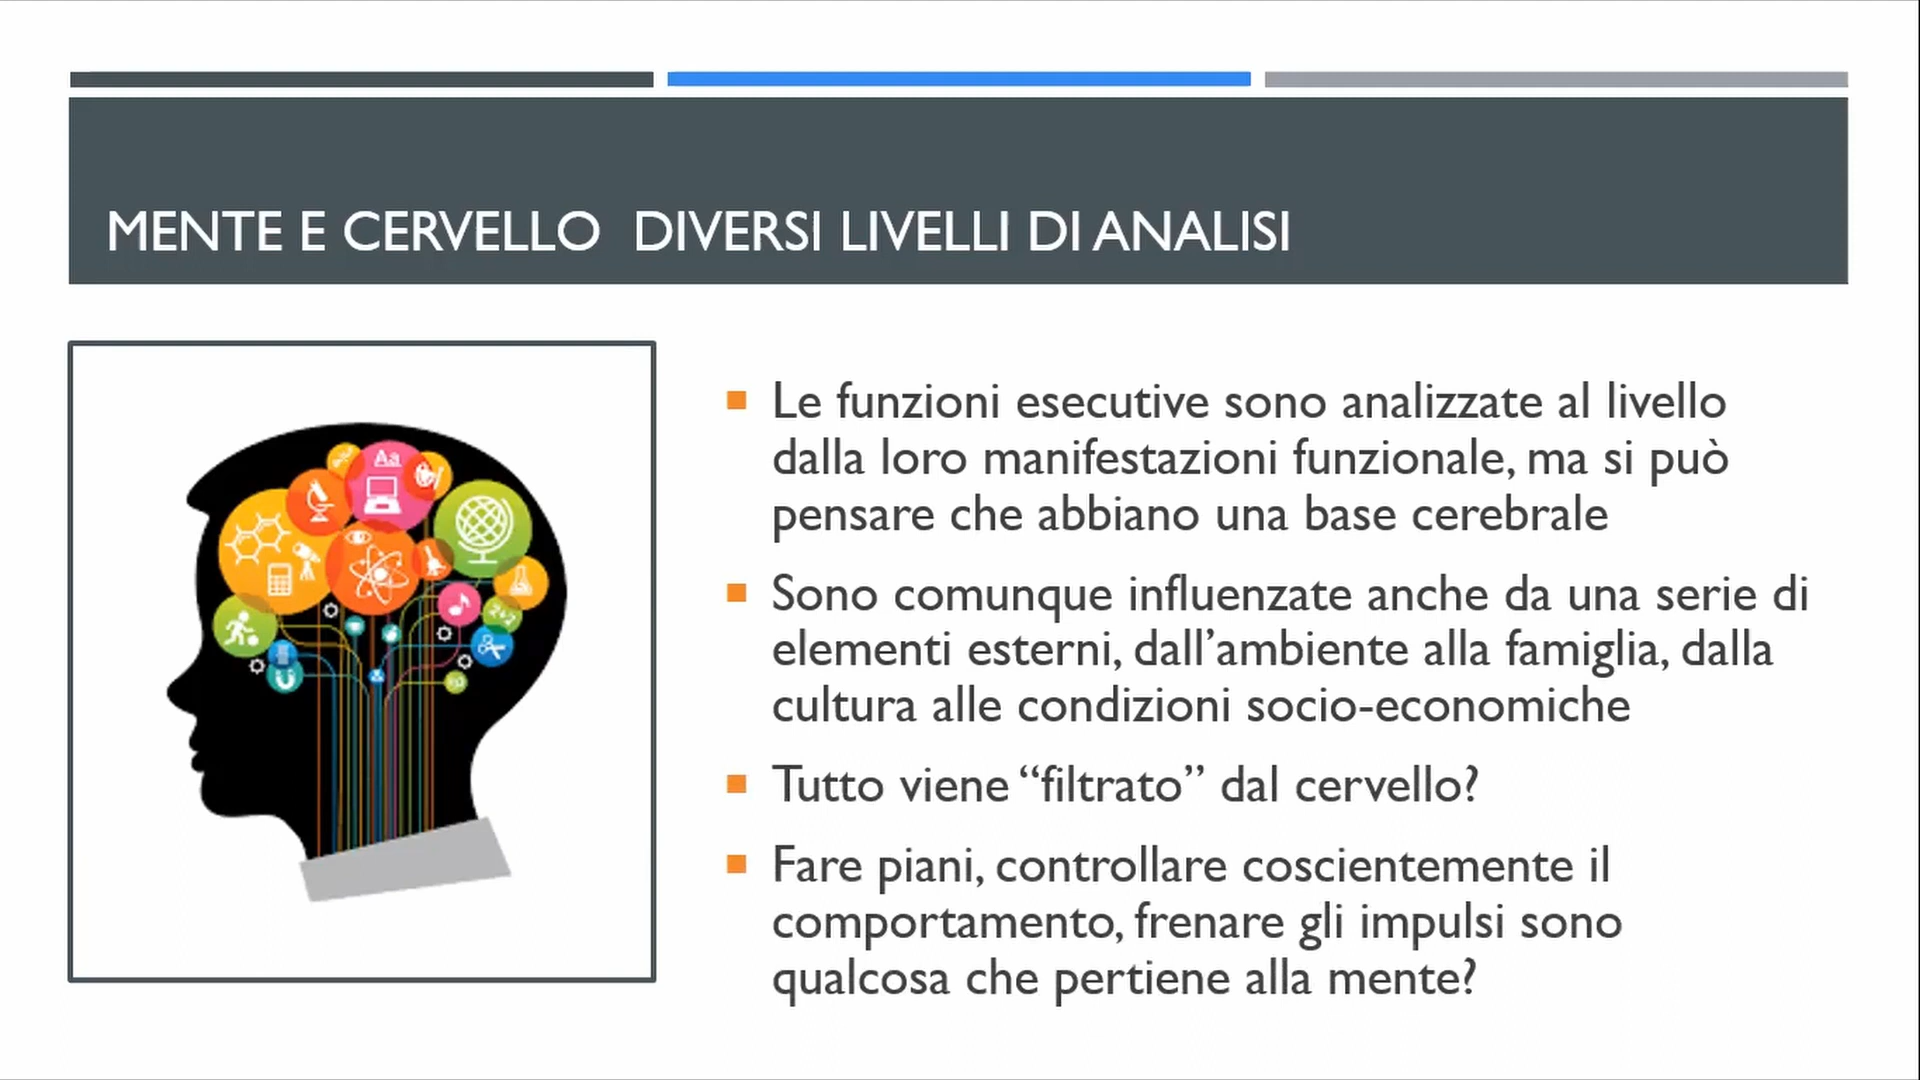 MENTE E CERVELLO  DIVERSI LIVELLI DI ANALISI
Aa
2+2
Le funzioni esecutive sono analizzate al livello
dalla loro manifestazioni funzionale, ma si può
pensare che abbiano una base cerebrale
Sono comunque influenzate anche da una serie di
elementi esterni, dall’ambiente alla famiglia, dalla
cultura alle condizioni socio-economiche
Tutto viene “filtrato” dal cervello?
Fare piani, controllare coscientemente il
comportamento, frenare gli impulsi sono
qualcosa che pertiene alla mente?